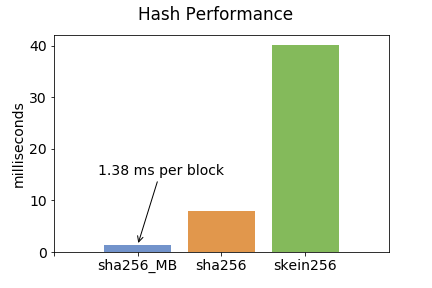 Hash Performance
milliseconds
40
30
20
10
0
1.38 ms per block
sha256_MB
sha256
skein256